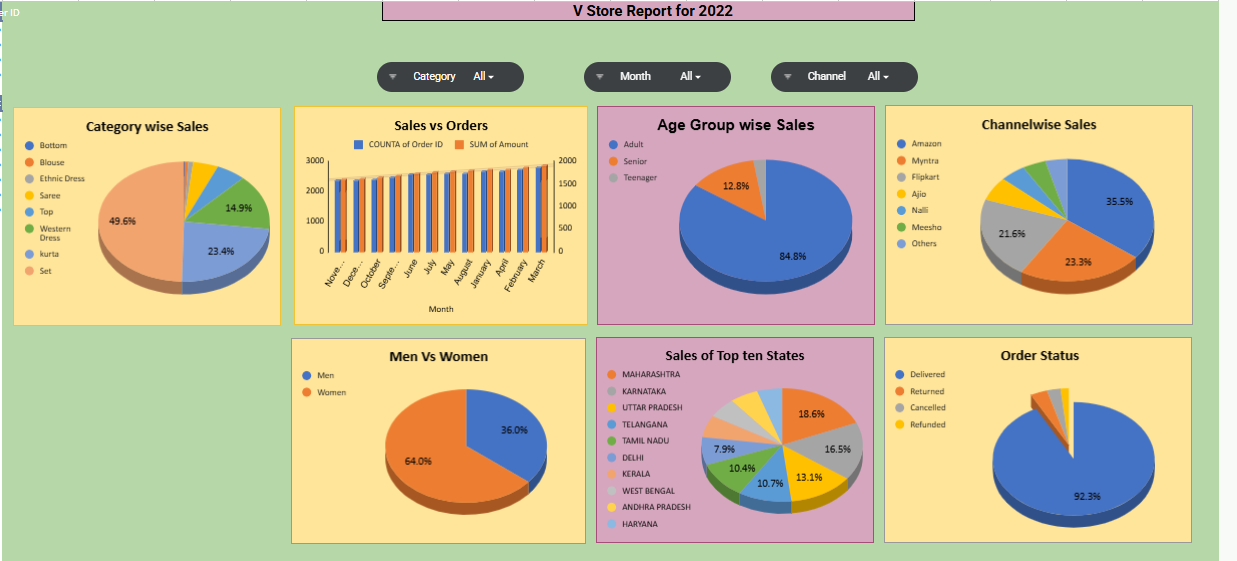 er ID
V Store Report for 2022
Category All
Month All
Channel All
Category wise Sales
Bottom
Blouse
Ethnic Dress
Saree
Top
Western
Dress
kurta
Set
49.6%
14.9%
23.4%
Sales vs Orders
COUNTA of Order ID SUM of Amount
3000
2000
1000
0
2000
1500
1000
500
0
Nove...
Dece...
October
Septe...
June
July
May
August
January
April
February
March
Month
Age Group wise Sales
Adult
Senior
Teenager
12.8%
84.8%
Channelwise Sales
Amazon
Myntra
Flipkart
Ajio
Nalli
Meesho
Others
35.5%
21.6%
23.3%
Men Vs Women
Men
Women
36.0%
64.0%
Sales of Top ten States
MAHARASHTRA
KARNATAKA
UTTAR PRADESH
TELANGANA
TAMIL NADU
DELHI
KERALA
WEST BENGAL
ANDHRA PRADESH
HARYANA
18.6%
16.5%
13.1%
10.7%
10.4%
7.9%
Order Status
Delivered
Returned
Cancelled
Refunded
92.3%